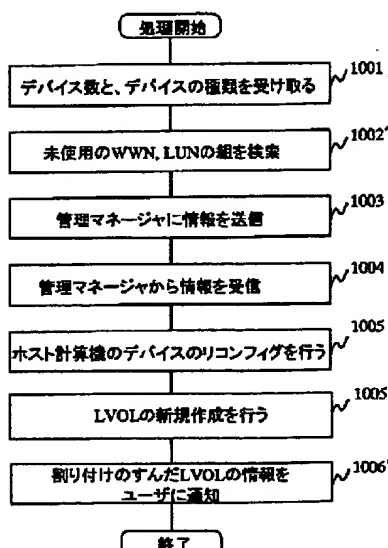 処理開始
1001
デバイス数と、デバイスの種類を受け取る
1002'
未使用のWWN, LUNの組を検索
1003
管理マネージャに情報を送信
1004
管理マネージャから情報を受信
1005
ホスト計算機のデバイスのリコンフィグを行う
1005'
LVOLの新規作成を行う
1006'
割り付けのすんだLVOLの情報を
ユーザに通知
終了